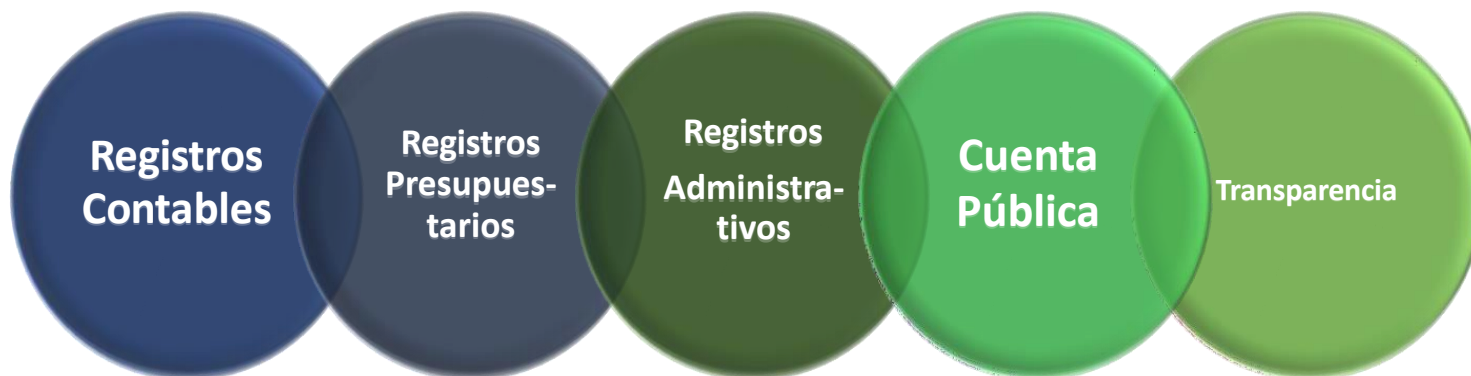 Registros
Contables
Registros
Presupues-
tarios
Registros
Administra-
tivos
Cuenta
Pública
Transparencia